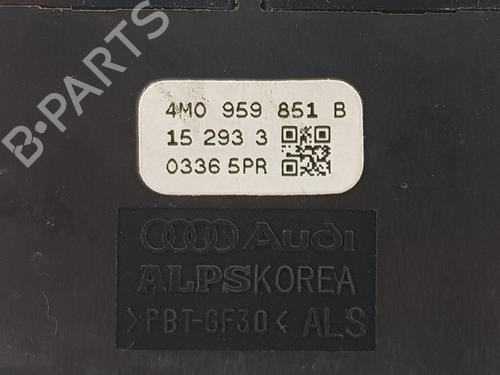 B-PARTS
4M0 959 851 B
15 293 3
0336 5PR
Audi
ALPSKOREA
>PBT-GF30< ALS